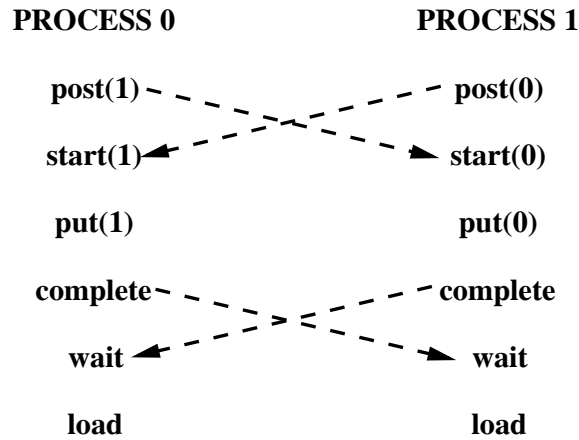 PROCESS 0 PROCESS 1
post(1) post(0)
start(1) start(0)
put(1) put(0)
complete complete
wait wait
load load